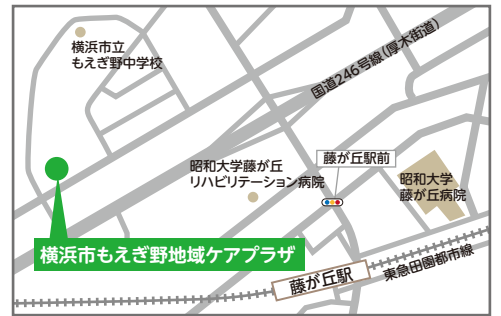 横浜市立
もえぎ野中学校
国道246号線(厚木街道)
昭和大学藤が丘
リハビリテーション病院
藤が丘駅前
昭和大学
藤が丘病院
横浜市もえぎ野地域ケアプラザ
藤が丘駅
東急田園都市線